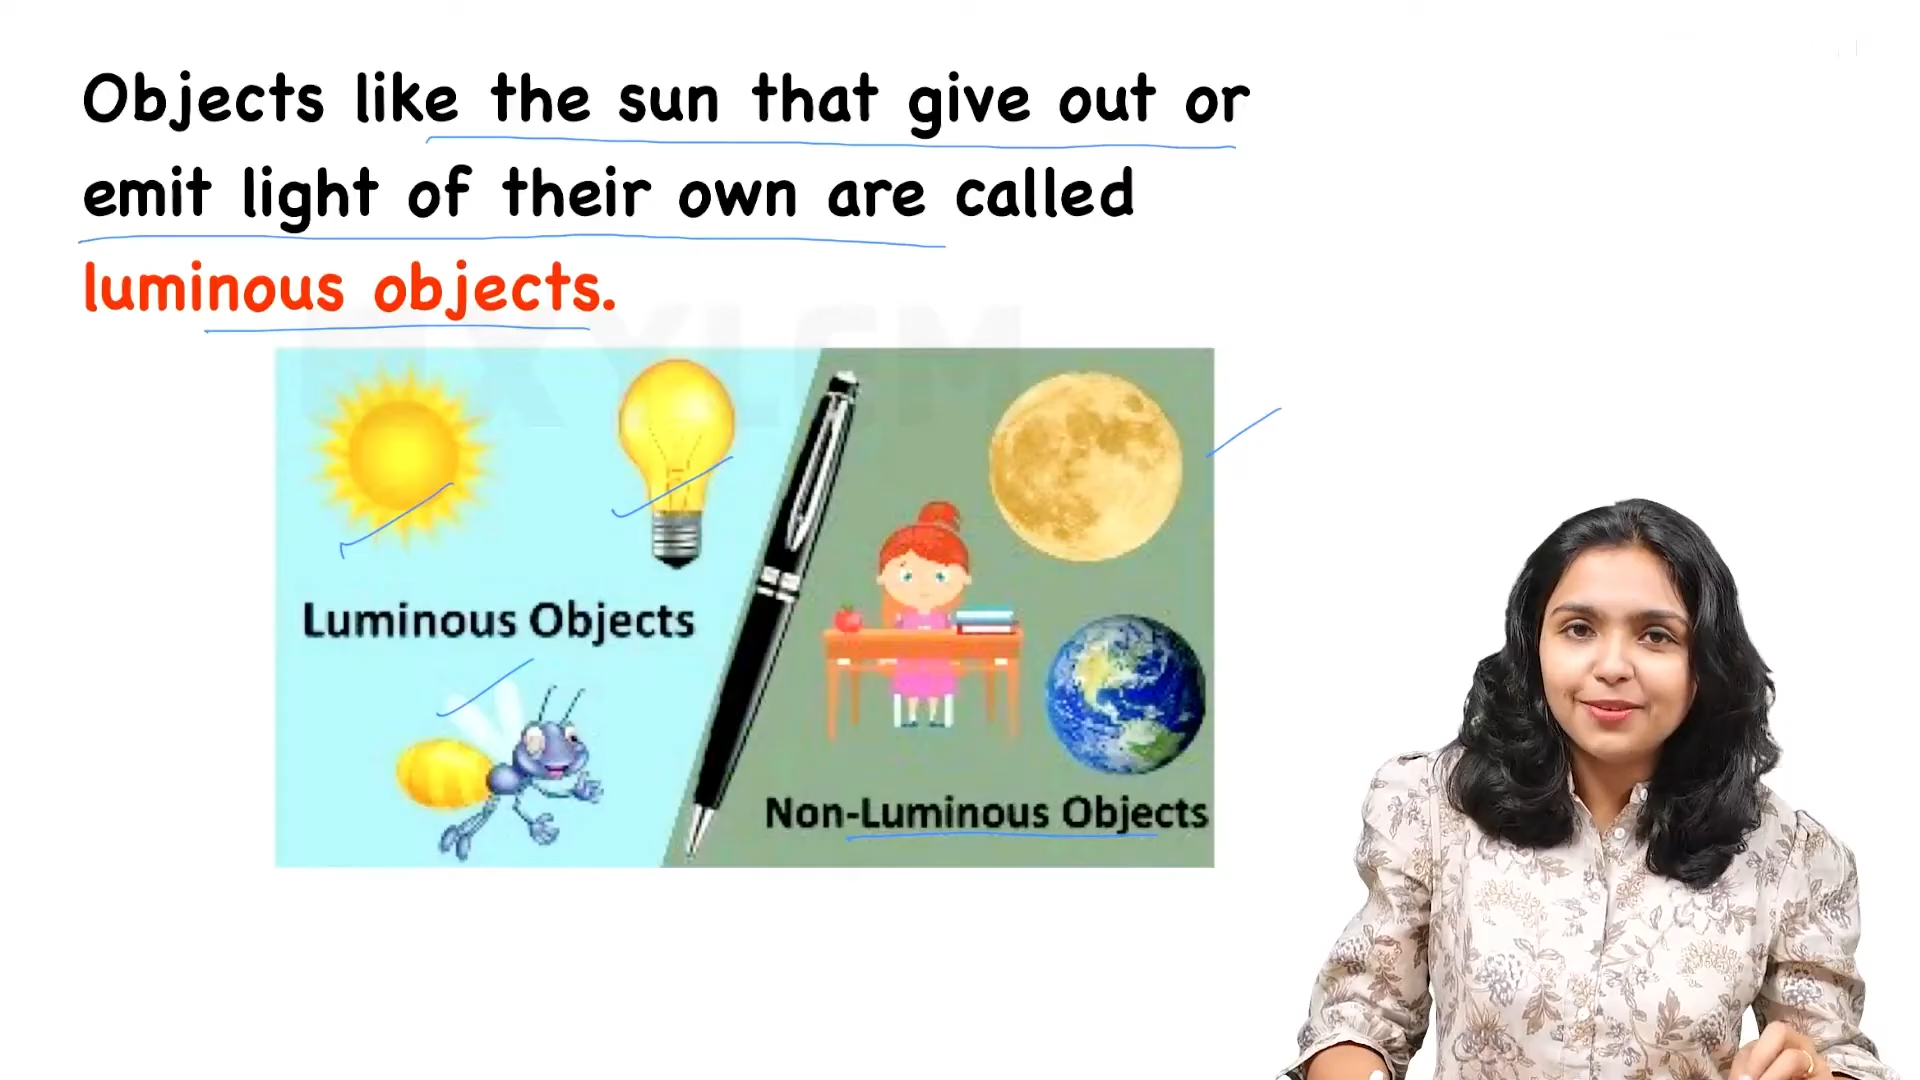 Objects like the sun that give out or
emit light of their own are called
luminous objects.
XYLEM
Luminous Objects
Non-Luminous Objects